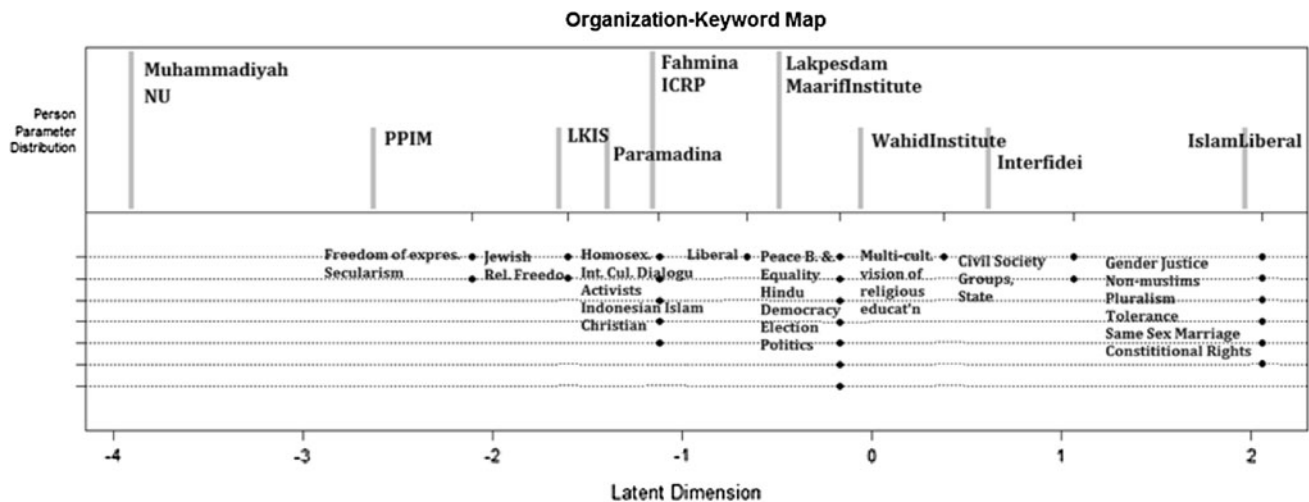 Organization-Keyword Map
Person
Parameter
Distribution
Muhammadiyah
NU
PPIM
LKIS
Paramadina
Fahmina
ICRP
Lakpesdam
MaarifInstitute
WahidInstitute
Interfidei
IslamLiberal
Freedom of expres.
Secularism
Jewish
Rel. Freedo
Homosex.
Int. Cul. Dialogu
Activists
Indonesian Islam
Christian
Liberal
Peace B. &
Equality
Hindu
Democracy
Election
Politics
Multi-cult.
vision of
religious
educat'n
Civil Society
Groups,
State
Gender Justice
Non-muslims
Pluralism
Tolerance
Same Sex Marriage
Constititional Rights
-4 -3 -2 -1 0 1 2
Latent Dimension